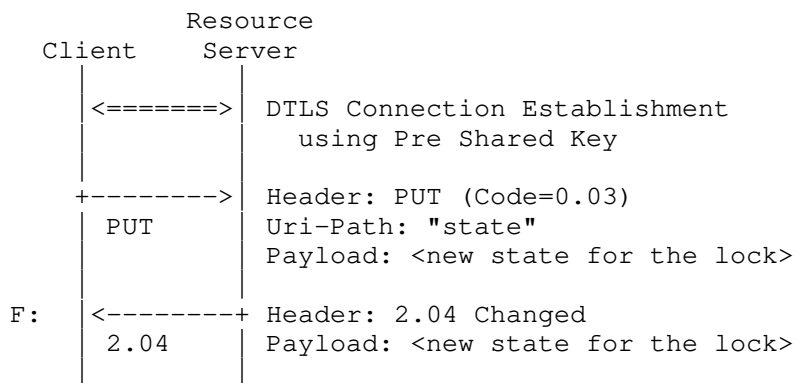 Resource
Client Server
<=======> DTLS Connection Establishment
using Pre Shared Key
+--------> Header: PUT (Code=0.03)
PUT Uri-Path: "state"
Payload: <new state for the lock>
F: <--------+ Header: 2.04 Changed
2.04 Payload: <new state for the lock>